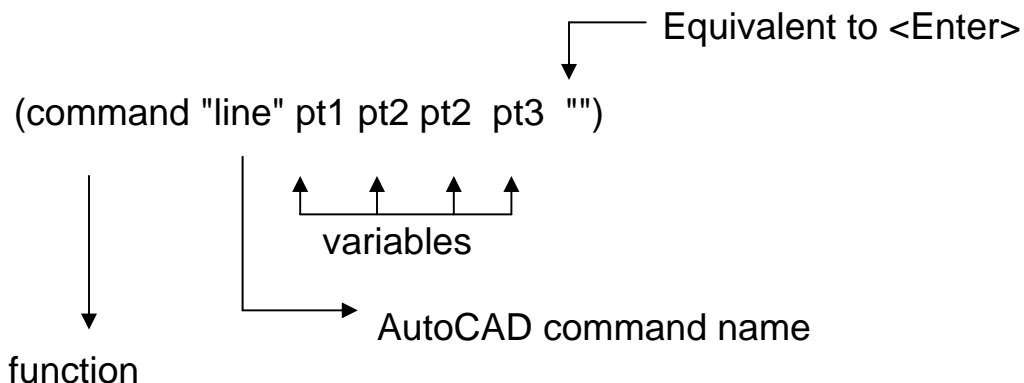 Equivalent to <Enter>
(command "line" pt1 pt2 pt2 pt3 "")
variables
AutoCAD command name
function